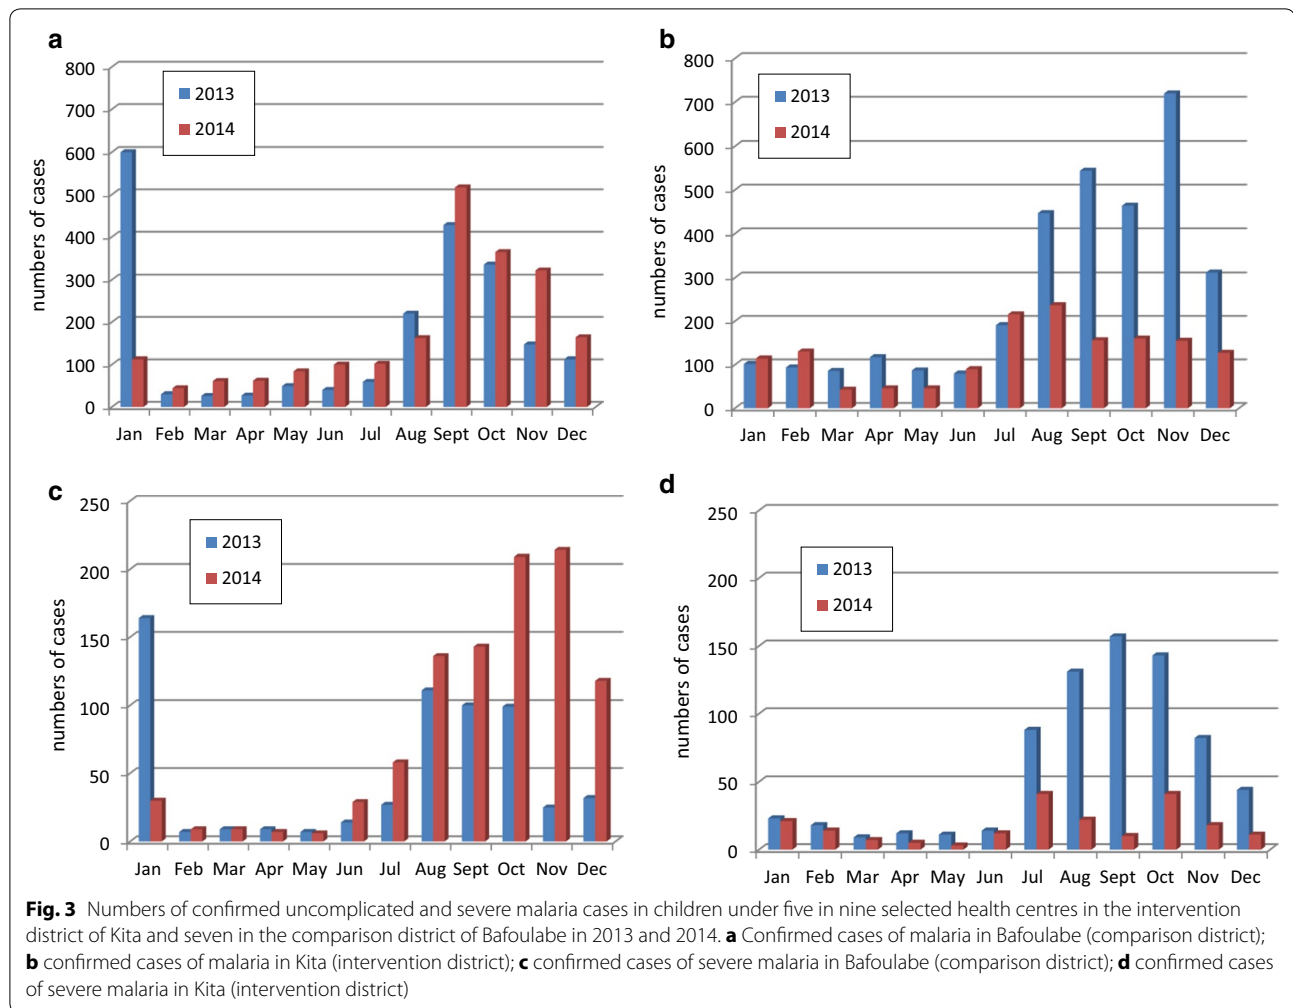 a
800
700
600
500
400
300
200
100
0
numbers of cases
2013
2014
Jan Feb Mar Apr May Jun Jul Aug Sept Oct Nov Dec
b
800
700
600
500
400
300
200
100
0
numbers of cases
2013
2014
Jan Feb Mar Apr May Jun Jul Aug Sept Oct Nov Dec
c
250
200
150
100
50
0
numbers of cases
2013
2014
Jan Feb Mar Apr May Jun Jul Aug Sept Oct Nov Dec
d
250
200
150
100
50
0
numbers of cases
2013
2014
Jan Feb Mar Apr May Jun Jul Aug Sept Oct Nov Dec
Fig. 3 Numbers of confirmed uncomplicated and severe malaria cases in children under five in nine selected health centres in the intervention
district of Kita and seven in the comparison district of Bafoulabe in 2013 and 2014. a Confirmed cases of malaria in Bafoulabe (comparison district);
b confirmed cases of malaria in Kita (intervention district); c confirmed cases of severe malaria in Bafoulabe (comparison district); d confirmed cases
of severe malaria in Kita (intervention district)